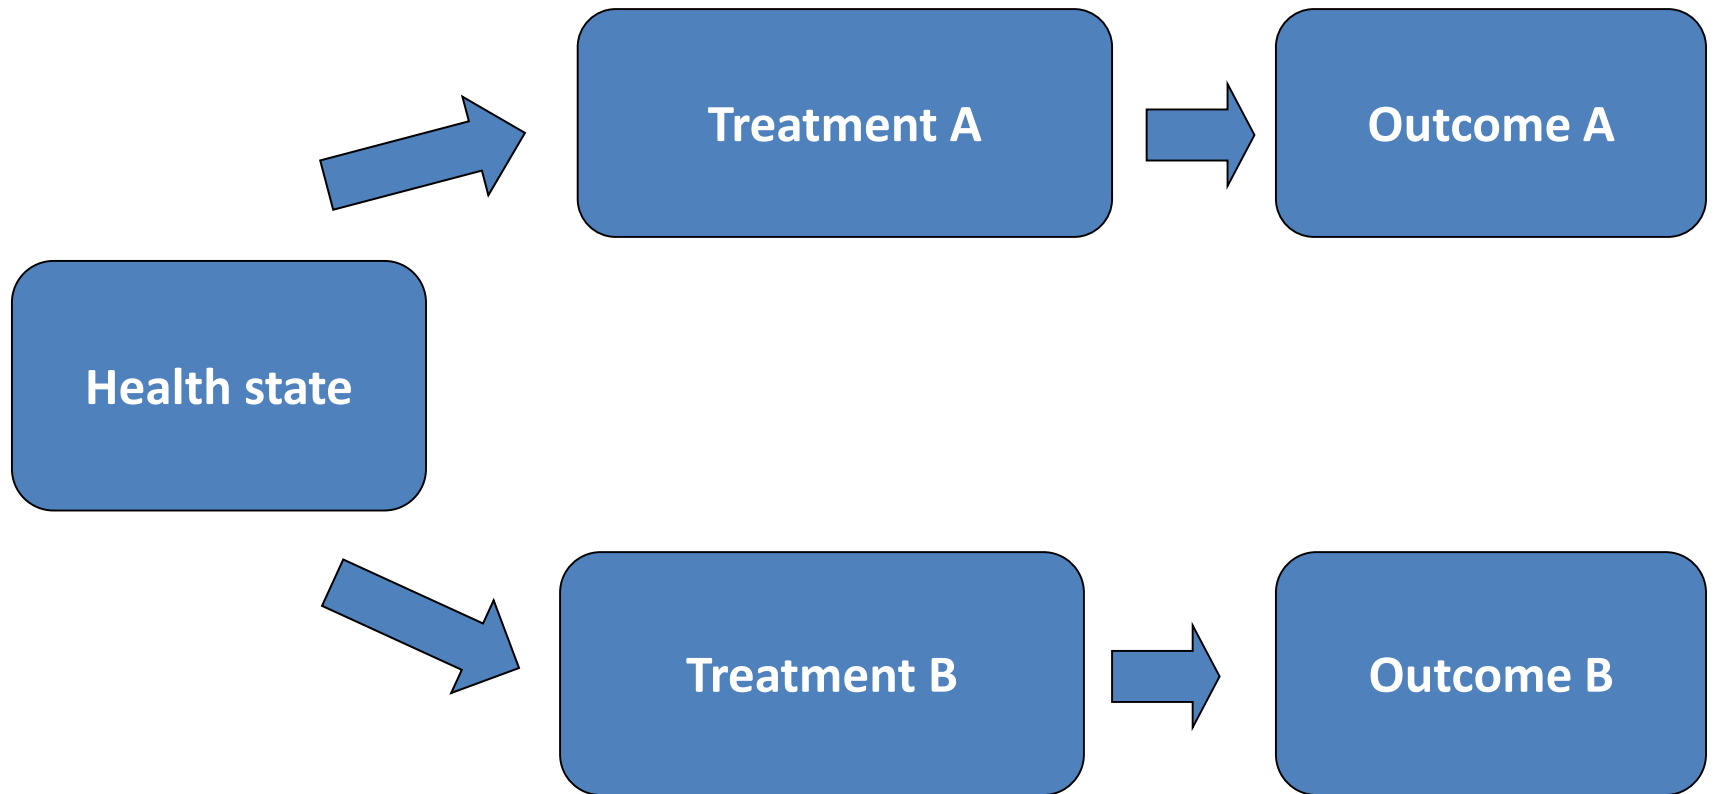 Treatment A
Outcome A
Health state
Treatment B
Outcome B